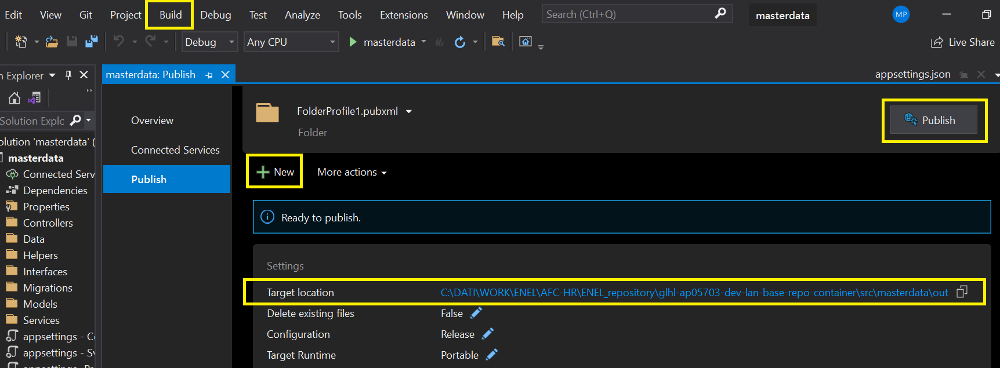 Edit View Git Project Build Debug Test Analyze Tools Extensions Window Help Search (Ctrl+Q) masterdata MP
Debug Any CPU masterdata Live Share
n Explorer masterdata: Publish appsettings.json
Solution Explc
olution 'masterdata' (
masterdata
Connected Serv
Dependencies
Properties
Controllers
Data
Helpers
Interfaces
Migrations
Models
Services
appsettings - C
appsettings - Sv
Overview
Connected Services
Publish
FolderProfile1.pubxml
Folder
Publish
New More actions
Ready to publish.
Settings
Target location C:\DATI\WORK\ENEL\AFC-HR\ENEL_repository\glhl-ap05703-dev-lan-base-repo-container\src\masterdata\out
Delete existing files False
Configuration Release
Target Runtime Portable